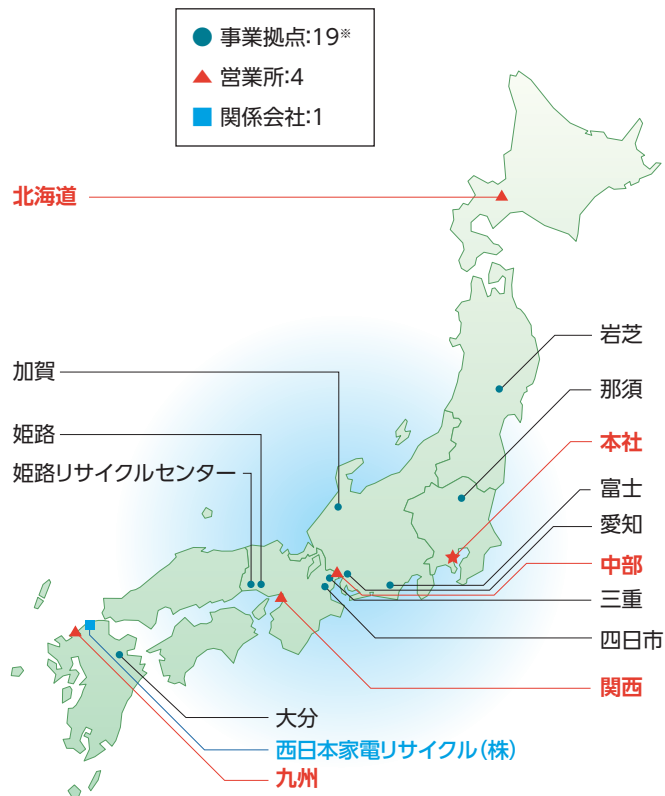 事業拠点:19※
営業所:4
関係会社:1
北海道
岩芝
加賀
那須
姫路
本社
姫路リサイクルセンター
富士
愛知
中部
三重
四日市
関西
大分
西日本家電リサイクル(株)
九州